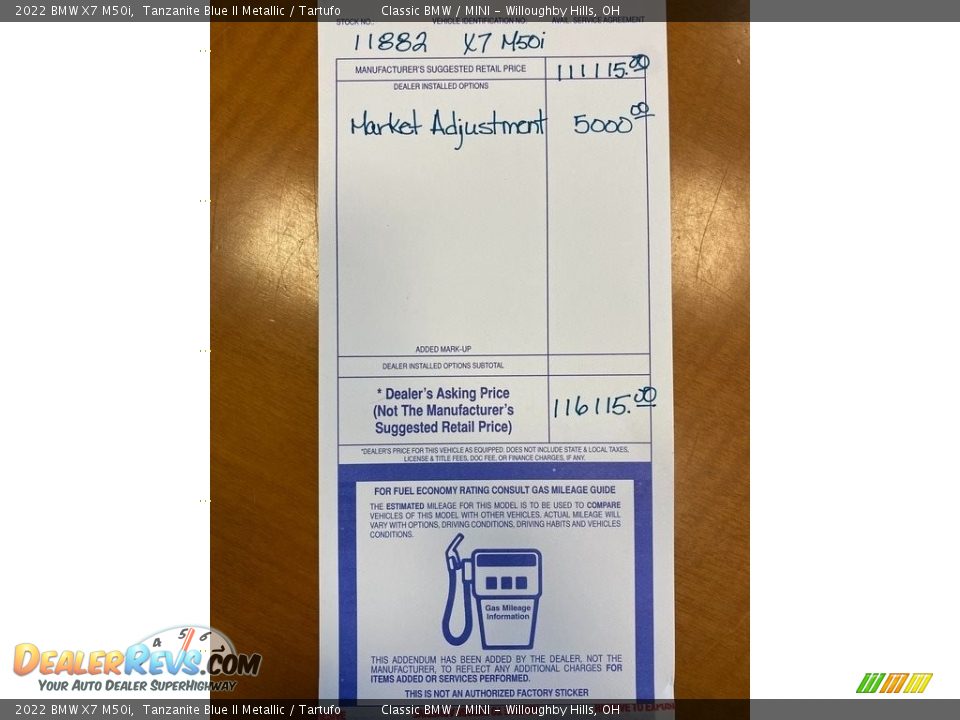 2022 BMW X7 M50i, Tanzanite Blue II Metallic / Tartufo Classic BMW / MINI - Willoughby Hills, OH
STOCK NO.: VEHICLE IDENTIFICATION NO: AVAIL. SERVICE AGREEMENT
11882 X7 M50i
MANUFACTURER'S SUGGESTED RETAIL PRICE 111115.00
DEALER INSTALLED OPTIONS
Market Adjustment 5000 00
ADDED MARK-UP
DEALER INSTALLED OPTIONS SUBTOTAL
* Dealer's Asking Price
(Not The Manufacturer's
Suggested Retail Price)
116115.00
*DEALER'S PRICE FOR THIS VEHICLE AS EQUIPPED. DOES NOT INCLUDE STATE & LOCAL TAXES,
LICENSE & TITLE FEES, DOC FEE, OR FINANCE CHARGES, IF ANY.
FOR FUEL ECONOMY RATING CONSULT GAS MILEAGE GUIDE
THE ESTIMATED MILEAGE FOR THIS MODEL IS TO BE USED TO COMPARE
VEHICLES OF THIS MODEL WITH OTHER VEHICLES. ACTUAL MILEAGE WILL
VARY WITH OPTIONS, DRIVING CONDITIONS, DRIVING HABITS AND VEHICLES
CONDITIONS.
Gas Mileage
Information
THIS ADDENDUM HAS BEEN ADDED BY THE DEALER, NOT THE
MANUFACTURER, TO REFLECT ANY ADDITIONAL CHARGES FOR
ITEMS ADDED OR SERVICES PERFORMED.
THIS IS NOT AN AUTHORIZED FACTORY STICKER
4 5 6
DEALERREVS.COM
YOUR AUTO DEALER SUPERHIGHWAY
2022 BMW X7 M50i, Tanzanite Blue II Metallic / Tartufo Classic BMW / MINI - Willoughby Hills, OH